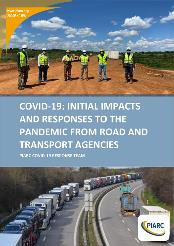 COVID-19: INITIAL IMPACTS
AND RESPONSES TO THE
PANDEMIC FROM ROAD AND
TRANSPORT AGENCIES
PIARC COVID-19 RESPONSE TEAM
PIARC